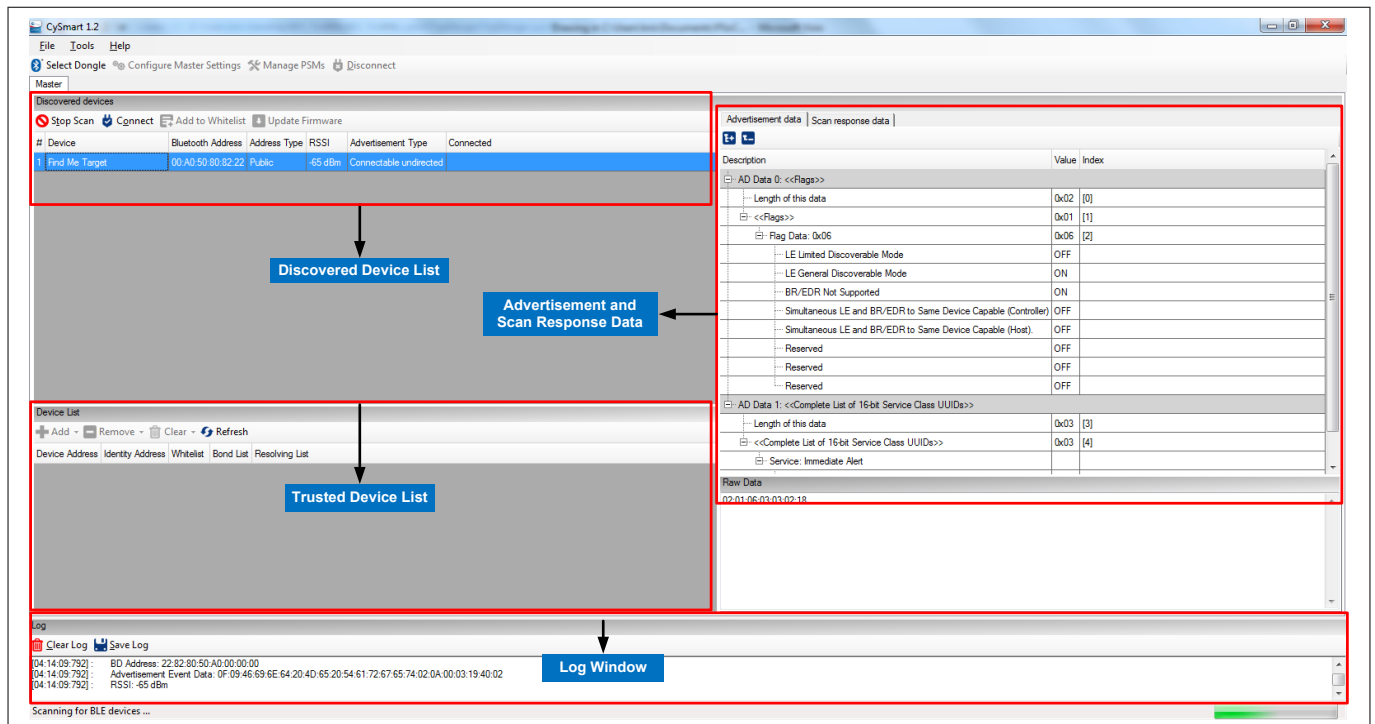 CySmart 1.2
File Tools Help
Select Dongle Configure Master Settings Manage PSMs Disconnect
Master
Discovered devices
Stop Scan Connect Add to Whitelist Update Firmware
# Device Bluetooth Address Address Type RSSI Advertisement Type Connected
1 Find Me Target 00:A0:50:80:82:22 Public -65 dBm Connectable undirected
Discovered Device List
Advertisement and
Scan Response Data
Device List
Add Remove Clear Refresh
Device Address Identity Address Whitelist Bond List Resolving List
Trusted Device List
Advertisement data Scan response data
Description Value Index
AD Data 0: <<Flags>>
Length of this data 0x02 [0]
<<Flags>> 0x01 [1]
Flag Data: 0x06 0x06 [2]
LE Limited Discoverable Mode OFF
LE General Discoverable Mode ON
BR/EDR Not Supported ON
Simultaneous LE and BR/EDR to Same Device Capable (Controller) OFF
Simultaneous LE and BR/EDR to Same Device Capable (Host). OFF
Reserved OFF
Reserved OFF
Reserved OFF
AD Data 1: <<Complete List of 16-bit Service Class UUIDs>>
Length of this data 0x03 [3]
<<Complete List of 16-bit Service Class UUIDs>> 0x03 [4]
Service: Immediate Alert
Raw Data
02:01:06:03:03:02:18
Log
Clear Log Save Log
[04:14:09:792] : BD Address: 22:82:80:50:A0:00:00:00
[04:14:09:792] : Advertisement Event Data: 0F:09:46:69:6E:64:20:4D:65:20:54:61:72:67:65:74:02:0A:00:03:19:40:02
[04:14:09:792] : RSSI: -65 dBm
Log Window
Scanning for BLE devices ...